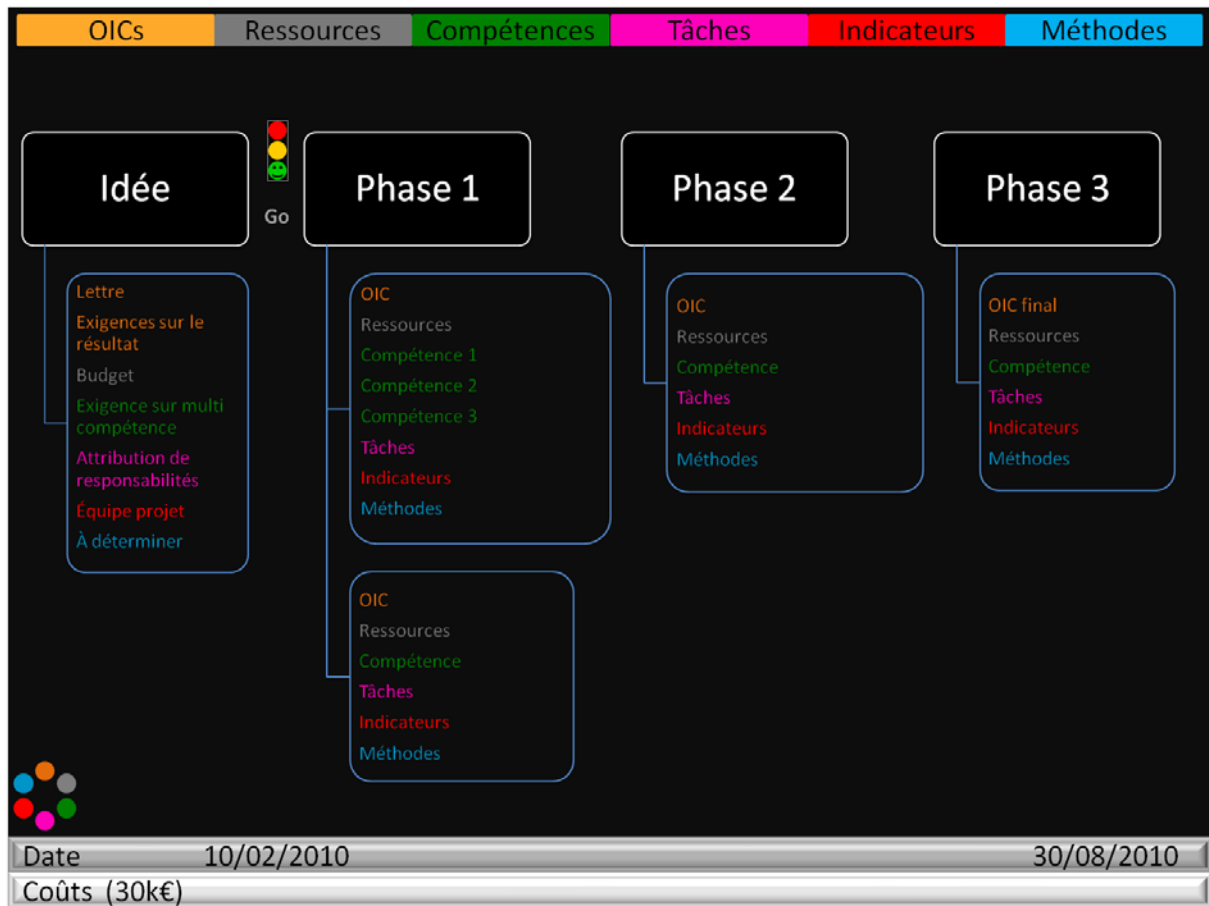 OICs Ressources Compétences Tâches Indicateurs Méthodes
Idée
Go
Phase 1
Phase 2
Phase 3
Lettre
Exigences sur le
résultat
Budget
Exigence sur multi
compétence
Attribution de
responsabilités
Équipe projet
À déterminer
OIC
Ressources
Compétence 1
Compétence 2
Compétence 3
Tâches
Indicateurs
Méthodes
OIC
Ressources
Compétence
Tâches
Indicateurs
Méthodes
OIC
Ressources
Compétence
Tâches
Indicateurs
Méthodes
OIC final
Ressources
Compétence
Tâches
Indicateurs
Méthodes
Date 10/02/2010 30/08/2010
Coûts (30k€)